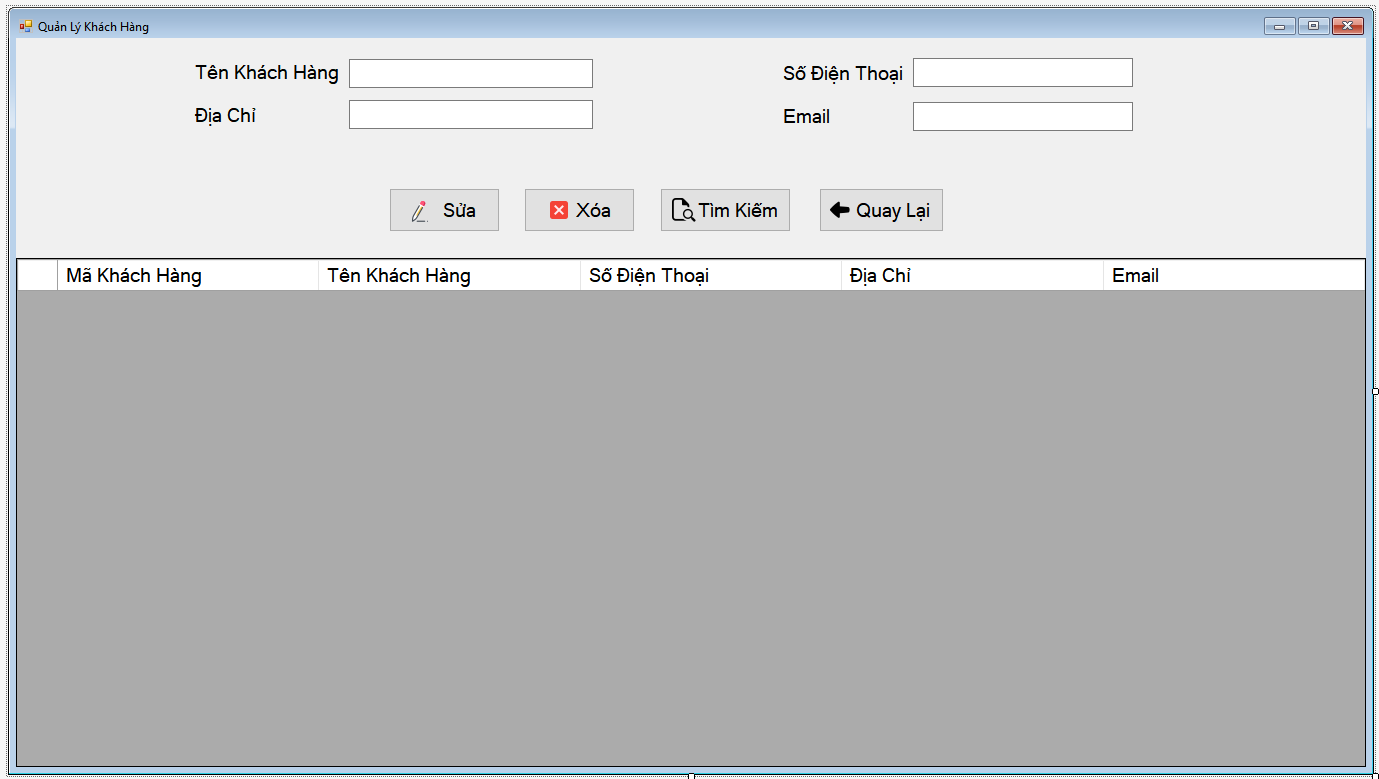 Quản Lý Khách Hàng
Tên Khách Hàng
Số Điện Thoại
Địa Chỉ
Email
Sửa
Xóa
Tìm Kiếm
Quay Lại
Mã Khách Hàng
Tên Khách Hàng
Số Điện Thoại
Địa Chỉ
Email